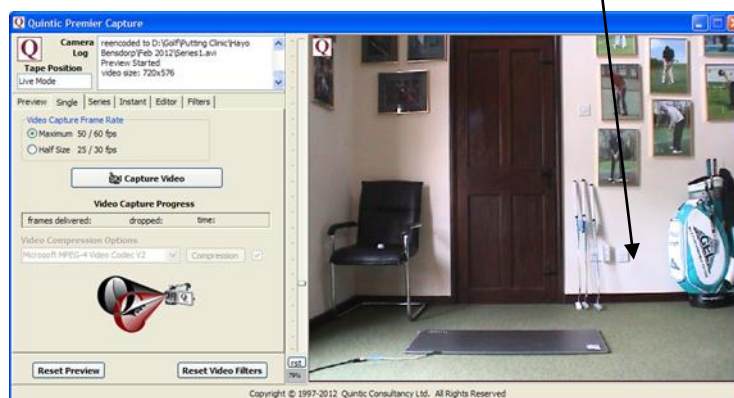 Quintic Premier Capture
Q
Camera Log
reencoded to D:\Golf\Putting Clinic\Hayo
Bensdorp\Feb 2012\Series1.avi
Preview Started
video size: 720x576
Tape Position
Live Mode
Preview Single Series Instant Editor Filters
Video Capture Frame Rate
Maximum 50 / 60 fps
Half Size 25 / 30 fps
Capture Video
Video Capture Progress
frames delivered: dropped: time:
Video Compression Options
Microsoft MPEG-4 Video Codec V2 Compression
Q
Reset Preview Reset Video Filters
rst
79%
Q
Copyright © 1997-2012 Quintic Consultancy Ltd. All Rights Reserved